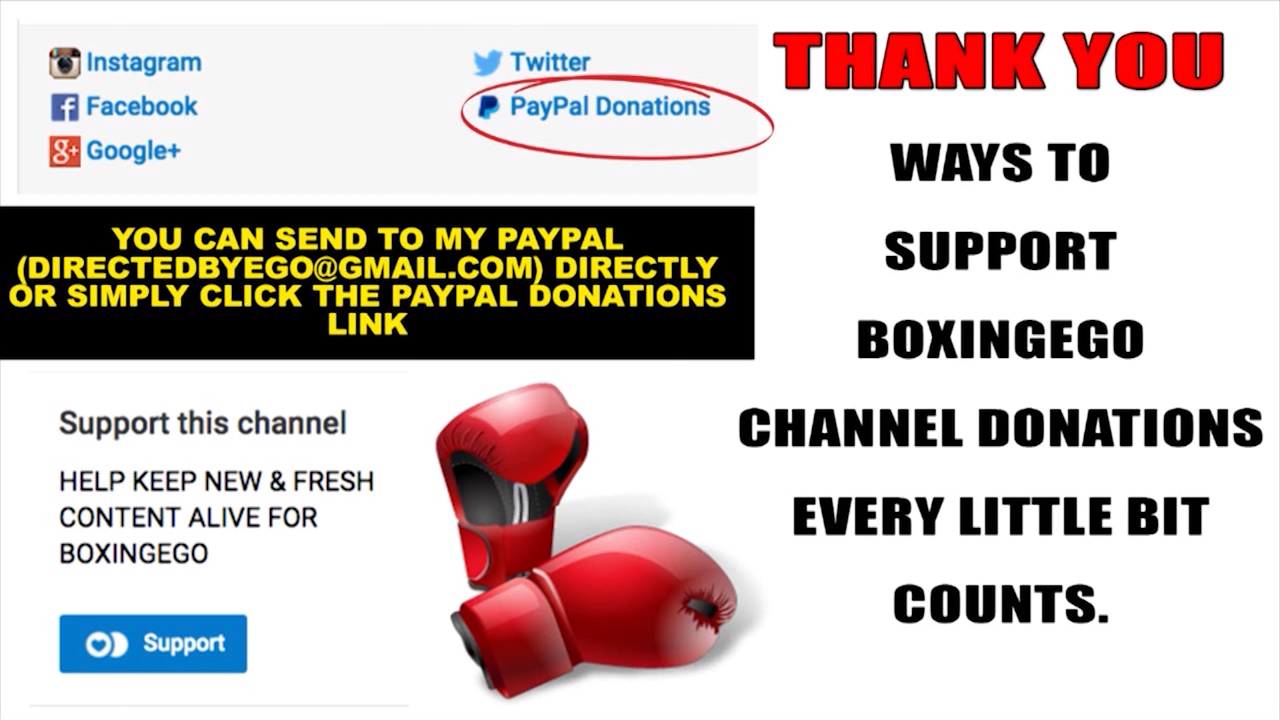 Instagram
Twitter
Facebook
PayPal Donations
g+ Google+
YOU CAN SEND TO MY PAYPAL
(DIRECTEDBYEGO@GMAIL.COM) DIRECTLY
OR SIMPLY CLICK THE PAYPAL DONATIONS
LINK
Support this channel
HELP KEEP NEW & FRESH
CONTENT ALIVE FOR
BOXINGEGO
Support
THANK YOU
WAYS TO
SUPPORT
BOXINGEGO
CHANNEL DONATIONS
EVERY LITTLE BIT
COUNTS.